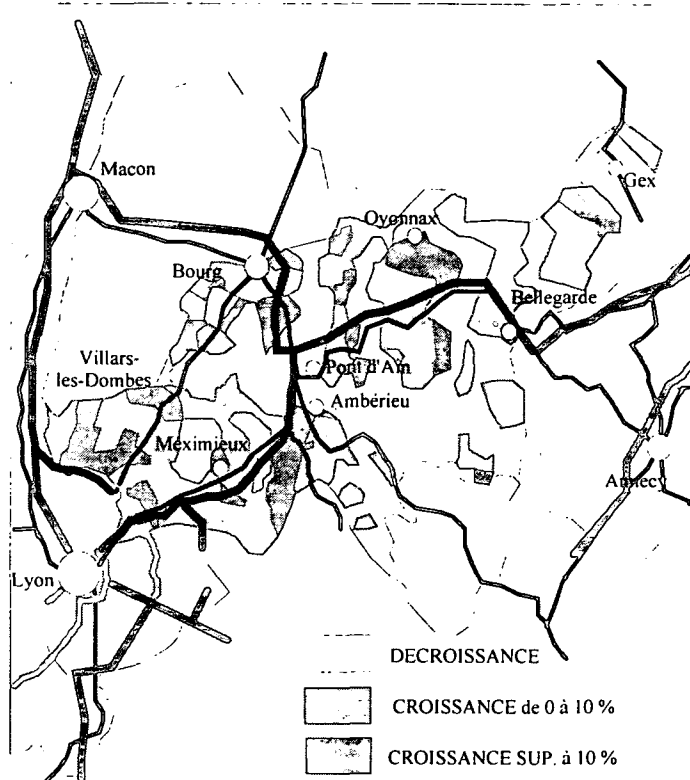 Macon
Gex
Oyonnax
Bourg
Bellegarde
Villars-
les-Dombes
Pont d'Ain
Ambérieu
Méximieux
Annecy
Lyon
DECROISSANCE
CROISSANCE de 0 à 10 %
CROISSANCE SUP. à 10 %